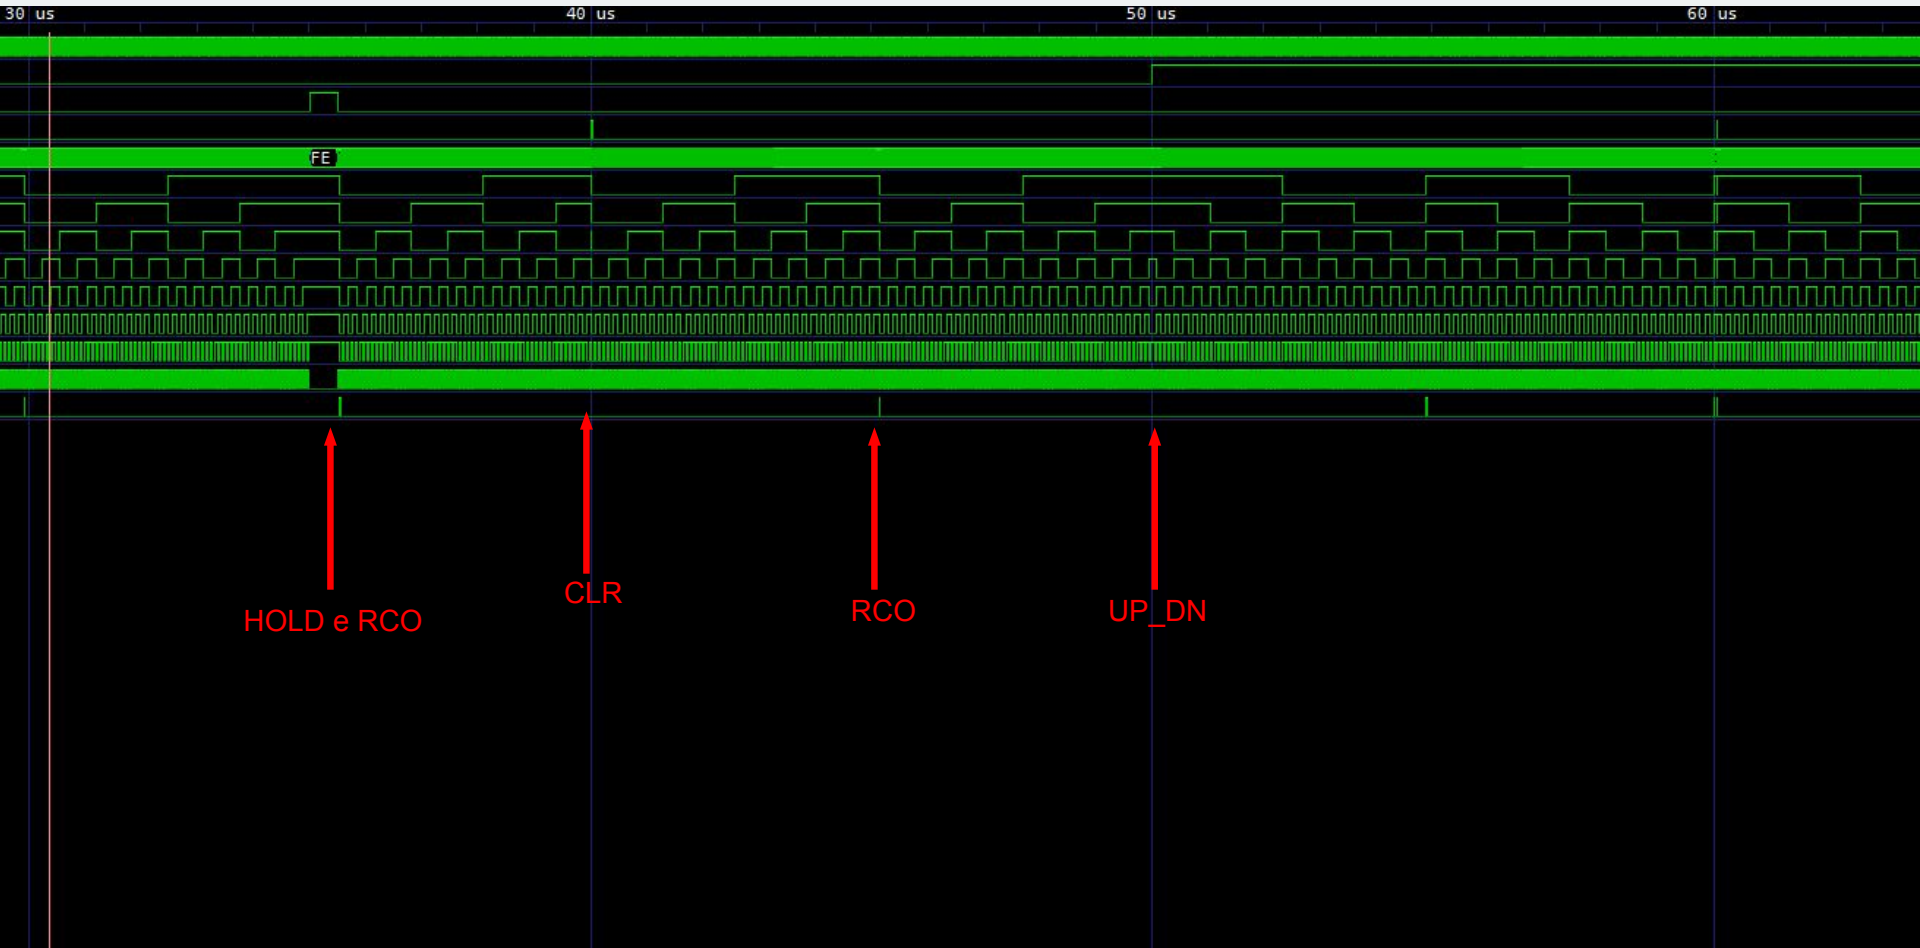 30 us 40 us 50 us 60 us
FE
CLR
HOLD e RCO
RCO
UP_DN